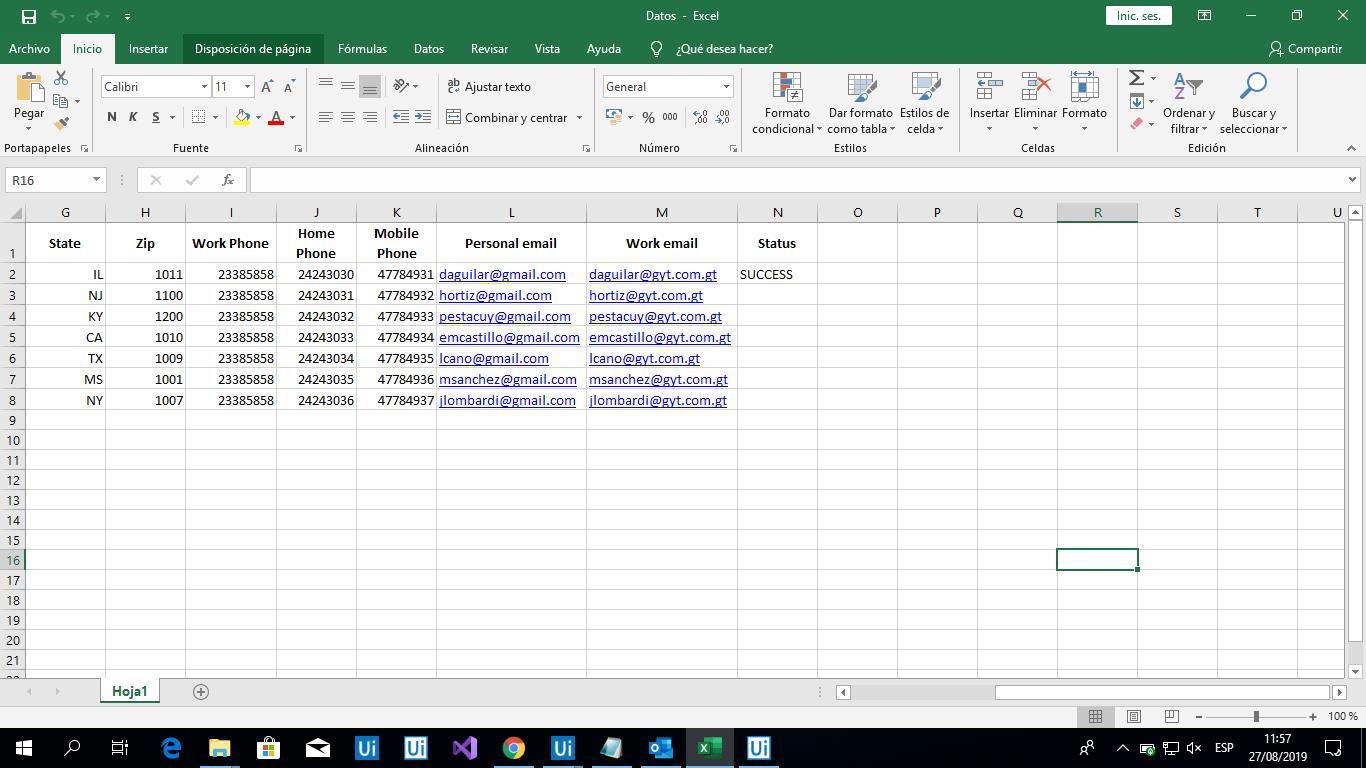 Datos - Excel
Inic. ses.
Archivo Inicio Insertar Disposición de página Fórmulas Datos Revisar Vista Ayuda ¿Qué desea hacer? Compartir
Pegar
Calibri 11
N K S
Ajustar texto
Combinar y centrar
General
% 000
Formato condicional
Dar formato como tabla
Estilos de celda
Insertar Eliminar Formato
Ordenar y filtrar
Buscar y seleccionar
Portapapeles Fuente Alineación Número Estilos Celdas Edición
R16 fx
G H I J K L M N O P Q R S T U
1 State Zip Work Phone Home Phone Mobile Phone Personal email Work email Status
2 IL 1011 23385858 24243030 47784931 daguilar@gmail.com daguilar@gyt.com.gt SUCCESS
3 NJ 1100 23385858 24243031 47784932 hortiz@gmail.com hortiz@gyt.com.gt
4 KY 1200 23385858 24243032 47784933 pestacuy@gmail.com pestacuy@gyt.com.gt
5 CA 1010 23385858 24243033 47784934 emcastillo@gmail.com emcastillo@gyt.com.gt
6 TX 1009 23385858 24243034 47784935 lcano@gmail.com lcano@gyt.com.gt
7 MS 1001 23385858 24243035 47784936 msanchez@gmail.com msanchez@gyt.com.gt
8 NY 1007 23385858 24243036 47784937 jlombardi@gmail.com jlombardi@gyt.com.gt
9
10
11
12
13
14
15
16
17
18
19
20
21
Hoja1
100 %
Ui Ui Ui Ui
ESP
11:57
27/08/2019